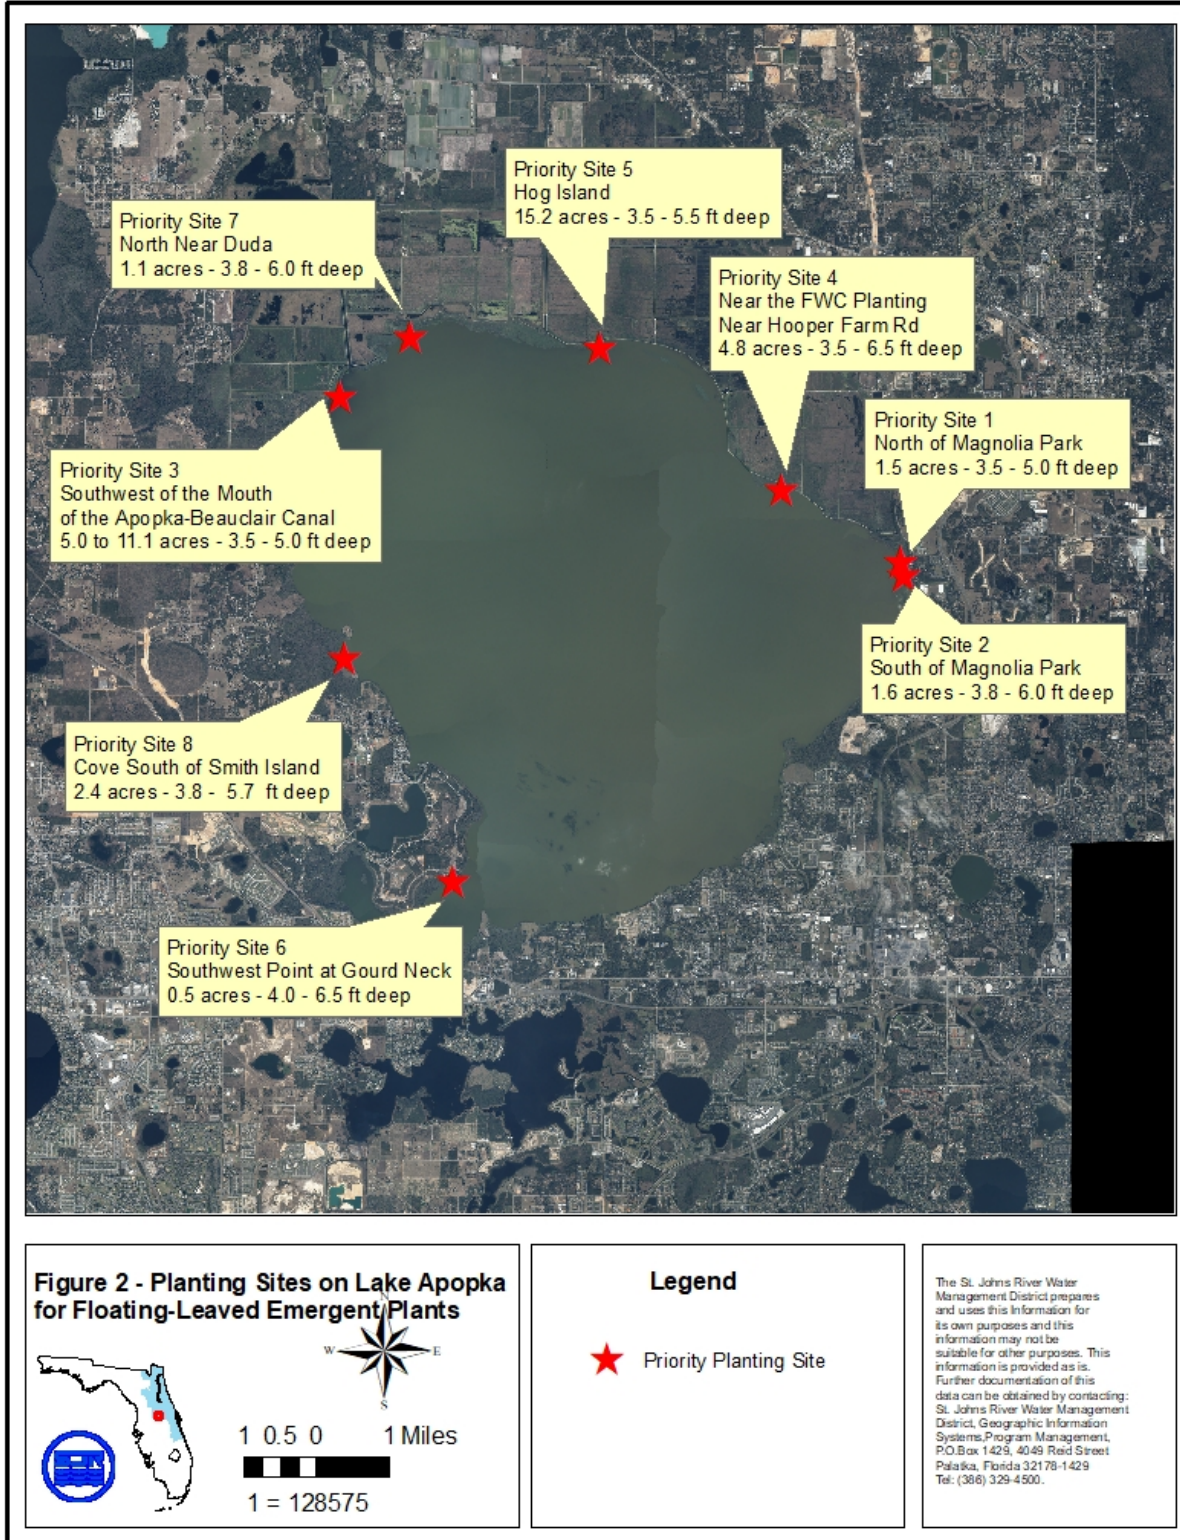 Priority Site 5
Hog Island
15.2 acres - 3.5 - 5.5 ft deep
Priority Site 7
North Near Duda
1.1 acres - 3.8 - 6.0 ft deep
Priority Site 4
Near the FWC Planting
Near Hooper Farm Rd
4.8 acres - 3.5 - 6.5 ft deep
Priority Site 1
North of Magnolia Park
1.5 acres - 3.5 - 5.0 ft deep
Priority Site 3
Southwest of the Mouth
of the Apopka-Beauclair Canal
5.0 to 11.1 acres - 3.5 - 5.0 ft deep
Priority Site 2
South of Magnolia Park
1.6 acres - 3.8 - 6.0 ft deep
Priority Site 8
Cove South of Smith Island
2.4 acres - 3.8 - 5.7 ft deep
Priority Site 6
Southwest Point at Gourd Neck
0.5 acres - 4.0 - 6.5 ft deep
Figure 2 - Planting Sites on Lake Apopka
for Floating-Leaved Emergent Plants
N
W E
S
1 0.5 0 1 Miles
1 = 128575
Legend
Priority Planting Site
The St. Johns River Water
Management District prepares
and uses this Information for
its own purposes and this
information may not be
suitable for other purposes. This
information is provided as is.
Further documentation of this
data can be obtained by contacting:
St. Johns River Water Management
District, Geographic Information
Systems,Program Management,
P.O.Box 1429, 4049 Reid Street
Palatka, Florida 32178-1429
Tel: (386) 329-4500.